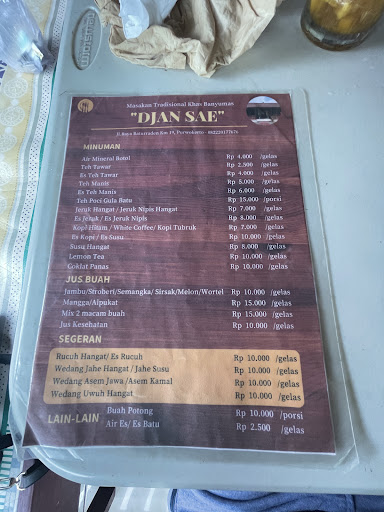 Masakan Tradisional Khas Banyumas
"DJAN SAE"
Jl. Raya Baturraden Km 19, Purwokerto - 082220177676
MINUMAN
Air Mineral Botol Rp 4.000 /gelas
Teh Tawar Rp 2.500 /gelas
Es Teh Tawar Rp 4.000 /gelas
Teh Manis Rp 5.000 /gelas
Es Teh Manis Rp 6.000 /gelas
Teh Poci Gula Batu Rp 15.000 /porsi
Jeruk Hangat / Jeruk Nipis Hangat Rp 7.000 /gelas
Es Jeruk / Es Jeruk Nipis Rp 8.000 /gelas
Kopi Hitam / White Coffee/ Kopi Tubruk Rp 7.000 /gelas
Es Kopi / Es Susu Rp 10.000 /gelas
Susu Hangat Rp 8.000 /gelas
Lemon Tea Rp 10.000 /gelas
Coklat Panas Rp 10.000 /gelas
JUS BUAH
Jambu/Stroberi/Semangka/ Sirsak/Melon/Wortel Rp 10.000 /gelas
Mangga/Alpukat Rp 15.000 /gelas
Mix 2 macam buah Rp 15.000 /gelas
Jus Kesehatan Rp 10.000 /gelas
SEGERAN
Rucuh Hangat/ Es Rucuh Rp 10.000 /gelas
Wedang Jahe Hangat / Jahe Susu Rp 10.000 /gelas
Wedang Asem Jawa /Asem Kamal Rp 10.000 /gelas
Wedang Uwuh Hangat Rp 10.000 /gelas
LAIN-LAIN
Buah Potong Rp 10.000 /porsi
Air Es/ Es Batu Rp 2.500 /gelas